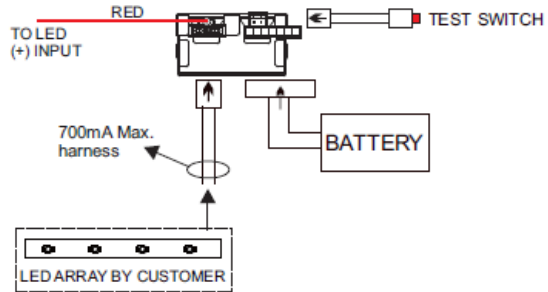 RED
TEST SWITCH
TO LED
(+) INPUT
700mA Max.
harness
BATTERY
LED ARRAY BY CUSTOMER